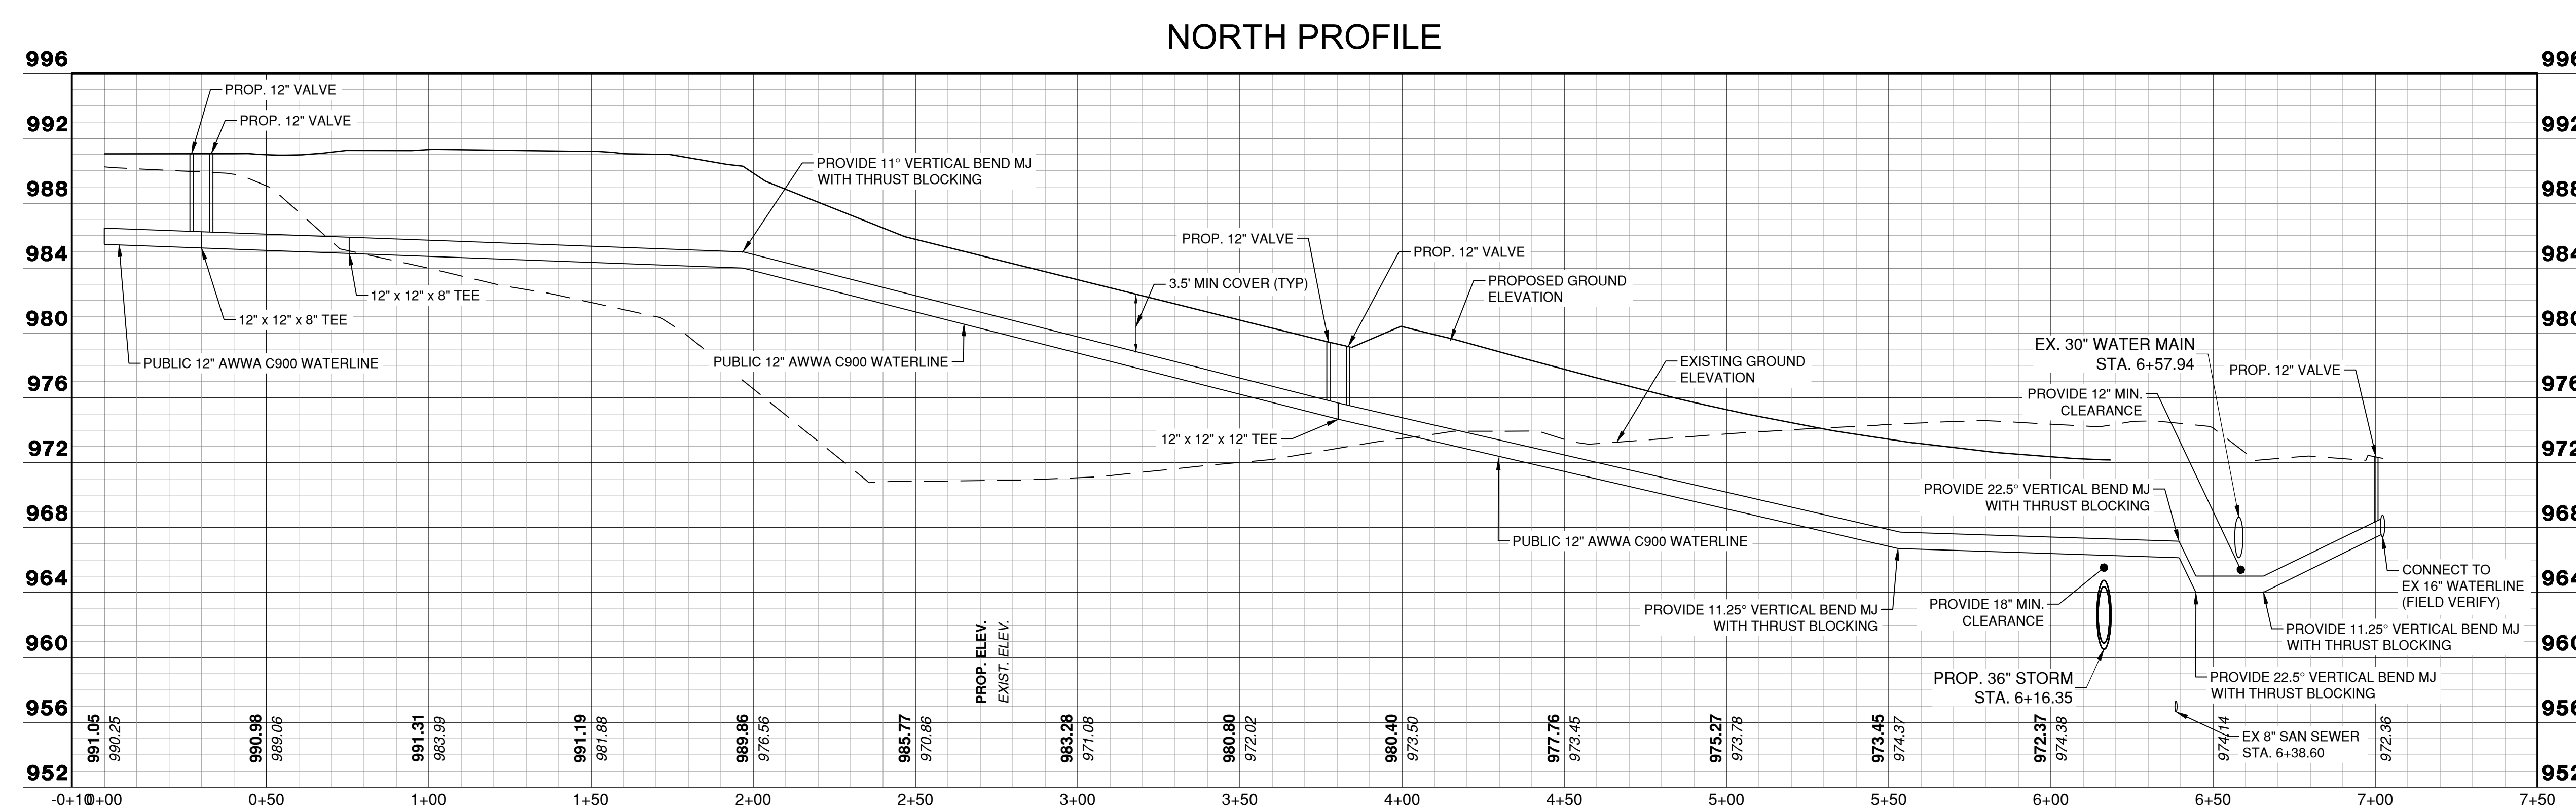 NORTH PROFILE
996
996
992
992
988
988
984
984
980
980
976
976
972
972
968
968
964
964
960
960
956
956
952
952
PROP. 12" VALVE
PROP. 12" VALVE
PROVIDE 11° VERTICAL BEND MJ
WITH THRUST BLOCKING
PROP. 12" VALVE
PROP. 12" VALVE
3.5' MIN COVER (TYP)
PROPOSED GROUND
ELEVATION
12" x 12" x 8" TEE
12" x 12" x 8" TEE
PUBLIC 12" AWWA C900 WATERLINE
PUBLIC 12" AWWA C900 WATERLINE
EXISTING GROUND
ELEVATION
EX. 30" WATER MAIN
STA. 6+57.94
PROP. 12" VALVE
PROVIDE 12" MIN.
CLEARANCE
12" x 12" x 12" TEE
PROVIDE 22.5° VERTICAL BEND MJ
WITH THRUST BLOCKING
PUBLIC 12" AWWA C900 WATERLINE
CONNECT TO
EX 16" WATERLINE
(FIELD VERIFY)
PROVIDE 11.25° VERTICAL BEND MJ
WITH THRUST BLOCKING
PROVIDE 18" MIN.
CLEARANCE
PROVIDE 11.25° VERTICAL BEND MJ
WITH THRUST BLOCKING
PROP. 36" STORM
STA. 6+16.35
PROVIDE 22.5° VERTICAL BEND MJ
WITH THRUST BLOCKING
EX 8" SAN SEWER
STA. 6+38.60
PROP. ELEV.
EXIST. ELEV.
991.05
990.25
990.98
989.06
991.31
983.99
991.19
981.88
989.86
976.56
985.77
970.86
983.28
971.08
980.80
972.02
980.40
973.50
977.76
973.45
975.27
973.78
973.45
974.37
972.37
974.38
974.14
972.36
-0+10
0+00
0+50
1+00
1+50
2+00
2+50
3+00
3+50
4+00
4+50
5+00
5+50
6+00
6+50
7+00
7+50